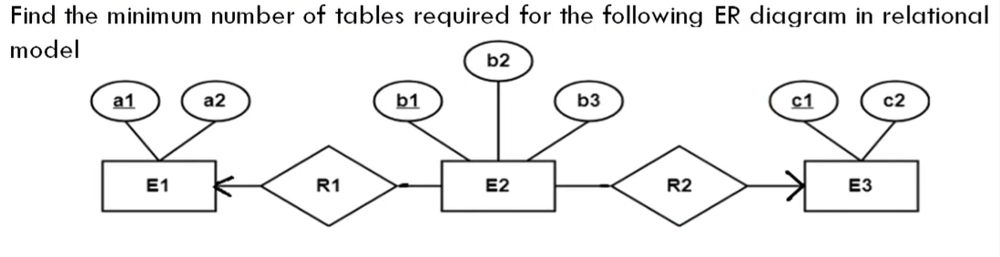 Find the minimum number of tables required for the following ER diagram in relational
model
b2
a1 a2 b1 b3 c1 c2
E1 R1 E2 R2 E3